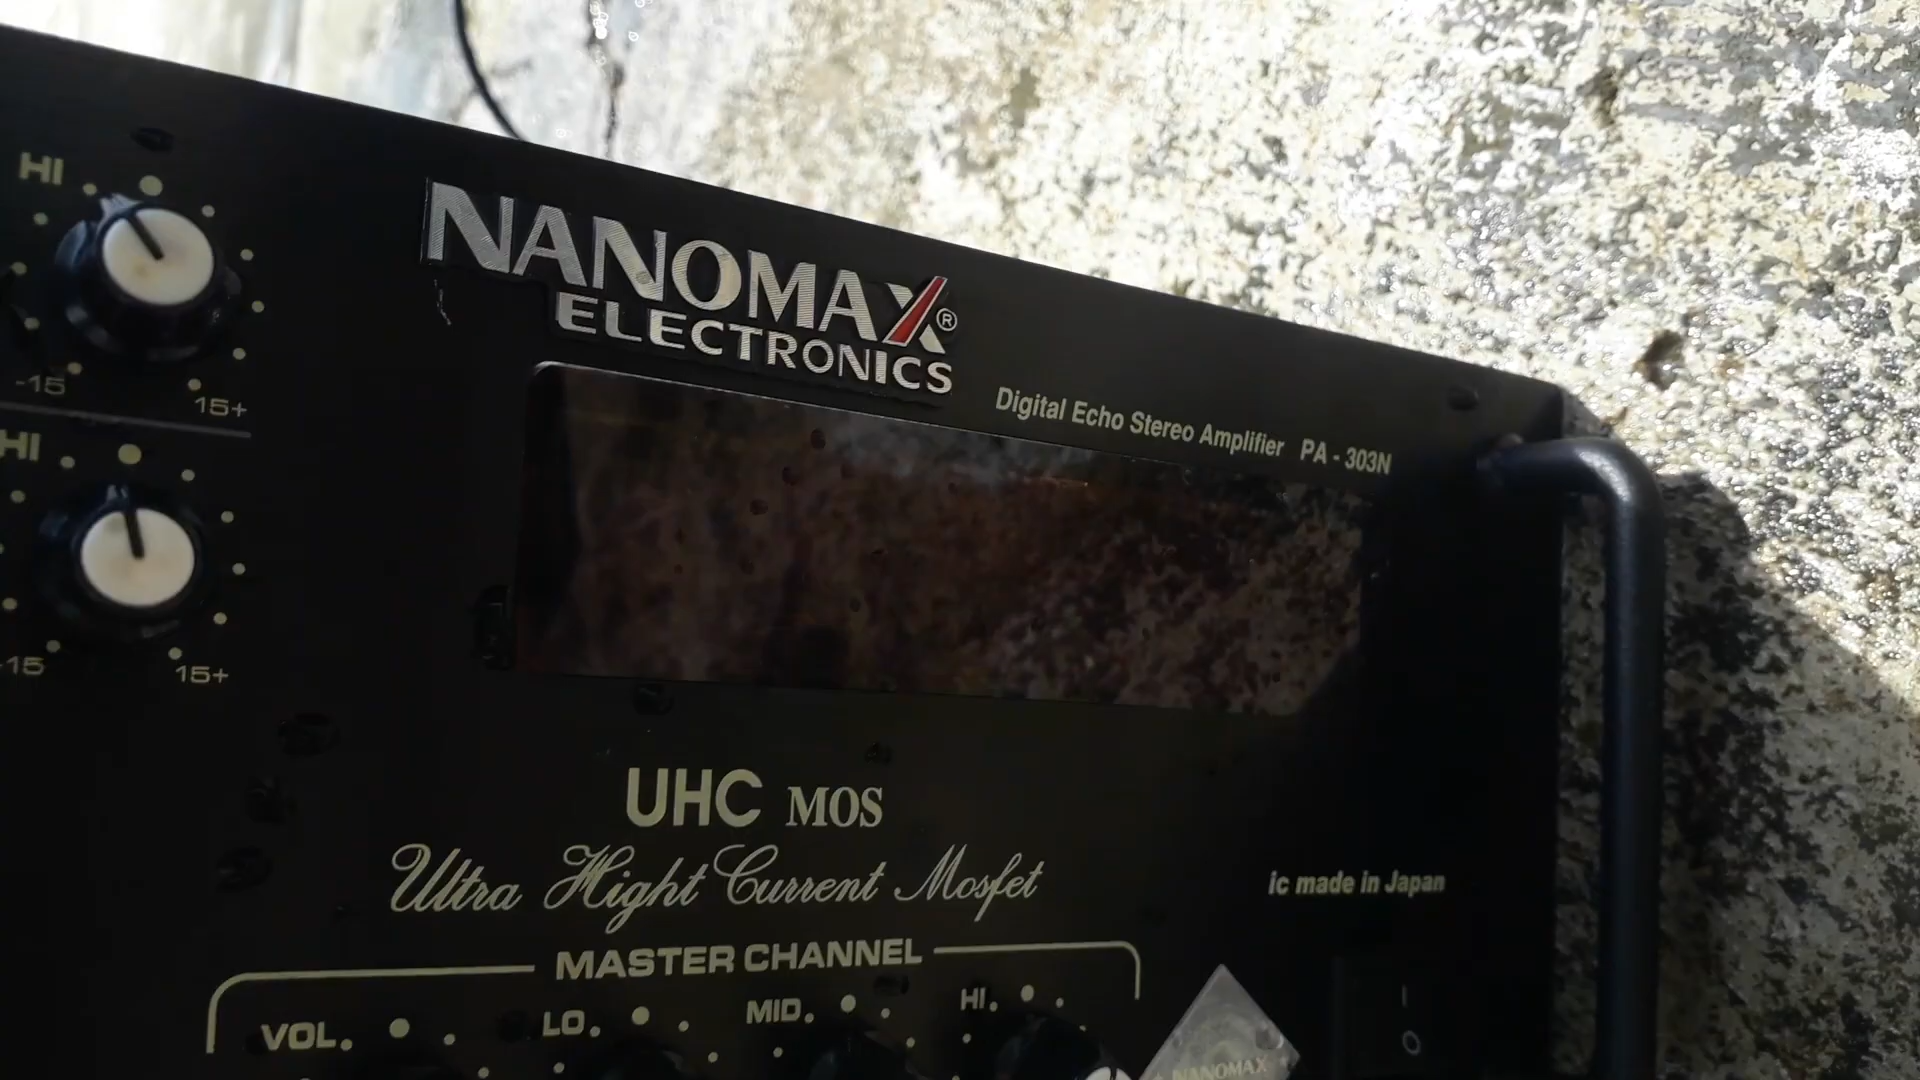 HI
-15 15+
HI
-15 15+
NANOMAX®
ELECTRONICS
Digital Echo Stereo Amplifier PA - 303N
UHC MOS
Ultra Hight Current Mosfet
ic made in Japan
MASTER CHANNEL
VOL. LO. MID. HI.
I
O
NANOMAX